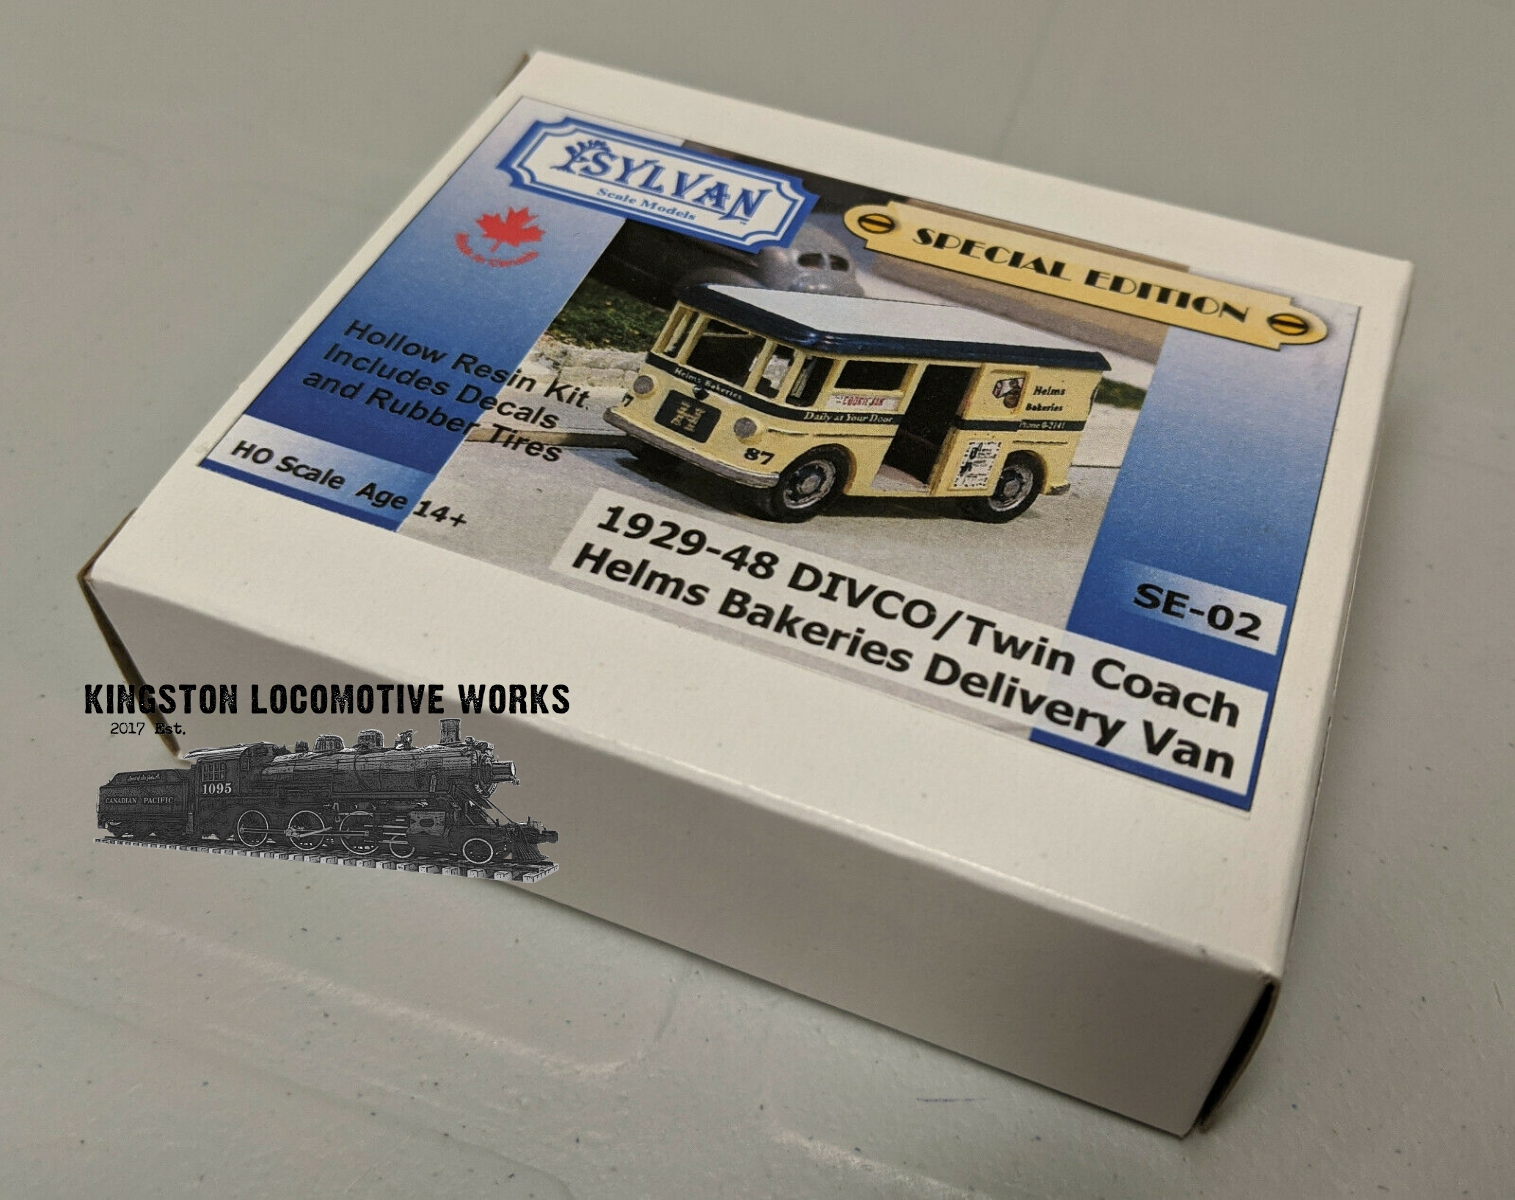 SYLVAN
Scale Models
SPECIAL EDITION
Hollow Resin Kit
Includes Decals
and Rubber Tires
HO Scale Age 14+
Helms Bakeries
COOKIE JAR
Daily at Your Door
Helms
Bakeries
87
1929-48 DIVCO/Twin Coach
Helms Bakeries Delivery Van
SE-02
KINGSTON LOCOMOTIVE WORKS
2017 Est.
1095
CANADIAN PACIFIC